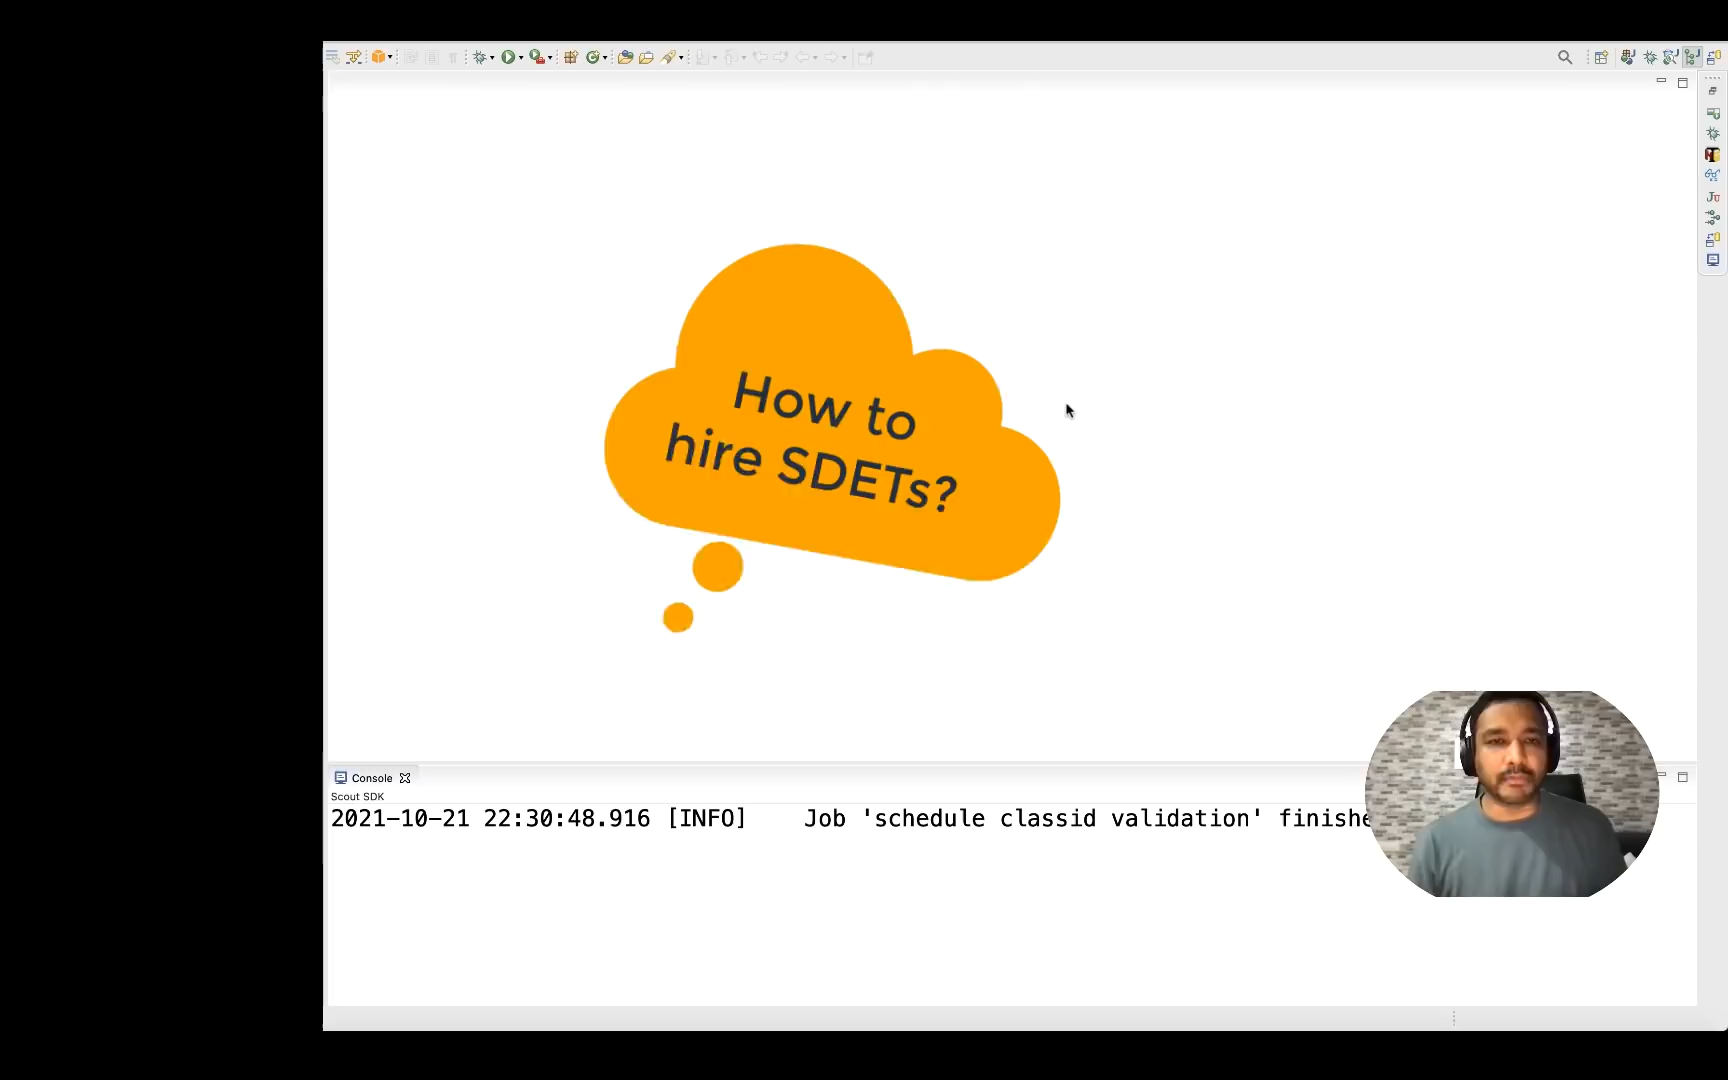 How to
hire SDETs?
Console
Scout SDK
2021-10-21 22:30:48.916 [INFO]    Job 'schedule classid validation' finishe